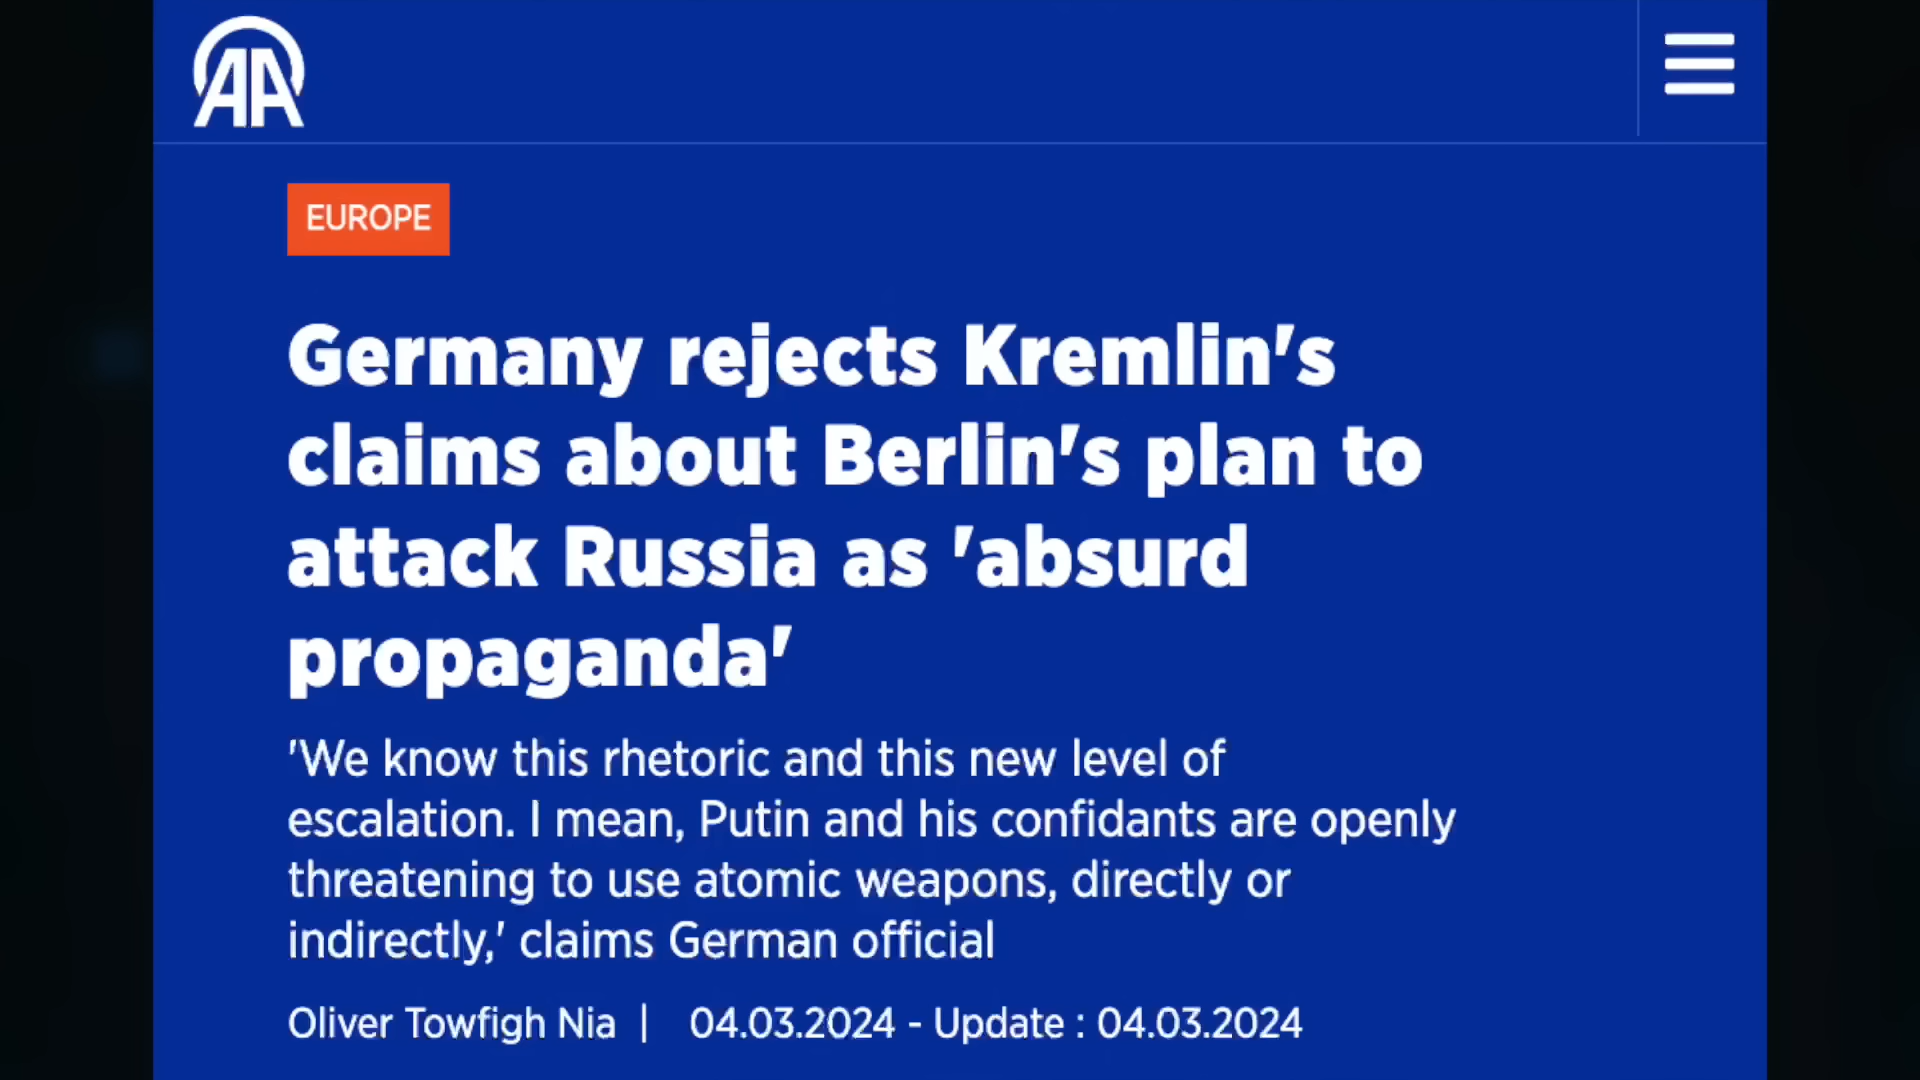 AA
EUROPE
Germany rejects Kremlin's
claims about Berlin's plan to
attack Russia as 'absurd
propaganda'
'We know this rhetoric and this new level of
escalation. I mean, Putin and his confidants are openly
threatening to use atomic weapons, directly or
indirectly,' claims German official
Oliver Towfigh Nia | 04.03.2024 - Update : 04.03.2024